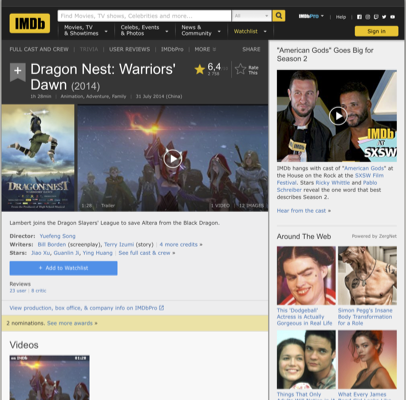 IMDb
Find Movies, TV shows, Celebrities and more...
All
IMDbPro
Help
Movies, TV & Showtimes
Celebs, Events & Photos
News & Community
Watchlist
Sign in
FULL CAST AND CREW
TRIVIA
USER REVIEWS
IMDbPro
MORE
SHARE
Dragon Nest: Warriors'
Dawn (2014)
1h 28min | Animation, Adventure, Family | 31 July 2014 (China)
6,4
Rate
This
DRAGON NEST
Trailer
1 VIDEO
12 IMAGES
Lambert joins the Dragon Slayers' League to save Altera from the Black Dragon.
Director: Yuefeng Song
Writers: Bill Borden (screenplay), Terry Izumi (story) | 4 more credits »
Stars: Jiao Xu, Guanlin Ji, Ying Huang | See full cast & crew »
+ Add to Watchlist
Reviews
23 user | 8 critic
View production, box office, & company info on IMDbPro
2 nominations. See more awards »
Videos
"American Gods" Goes Big for
Season 2
IMDb
SXSW
IMDb hangs with cast of "American Gods" at
the House on the Rock at the SXSW Film
Festival. Stars Ricky Whittle and Pablo
Schreiber reveal the one word that best
describes Season 2.
Hear from the cast »
Around The Web
Powered by ZergNet
This 'Dodgeball'
Actress is Actually
Gorgeous in Real Life
Simon Pegg's Insane
Body Transformation
for a Role
Things That Only
What Every James